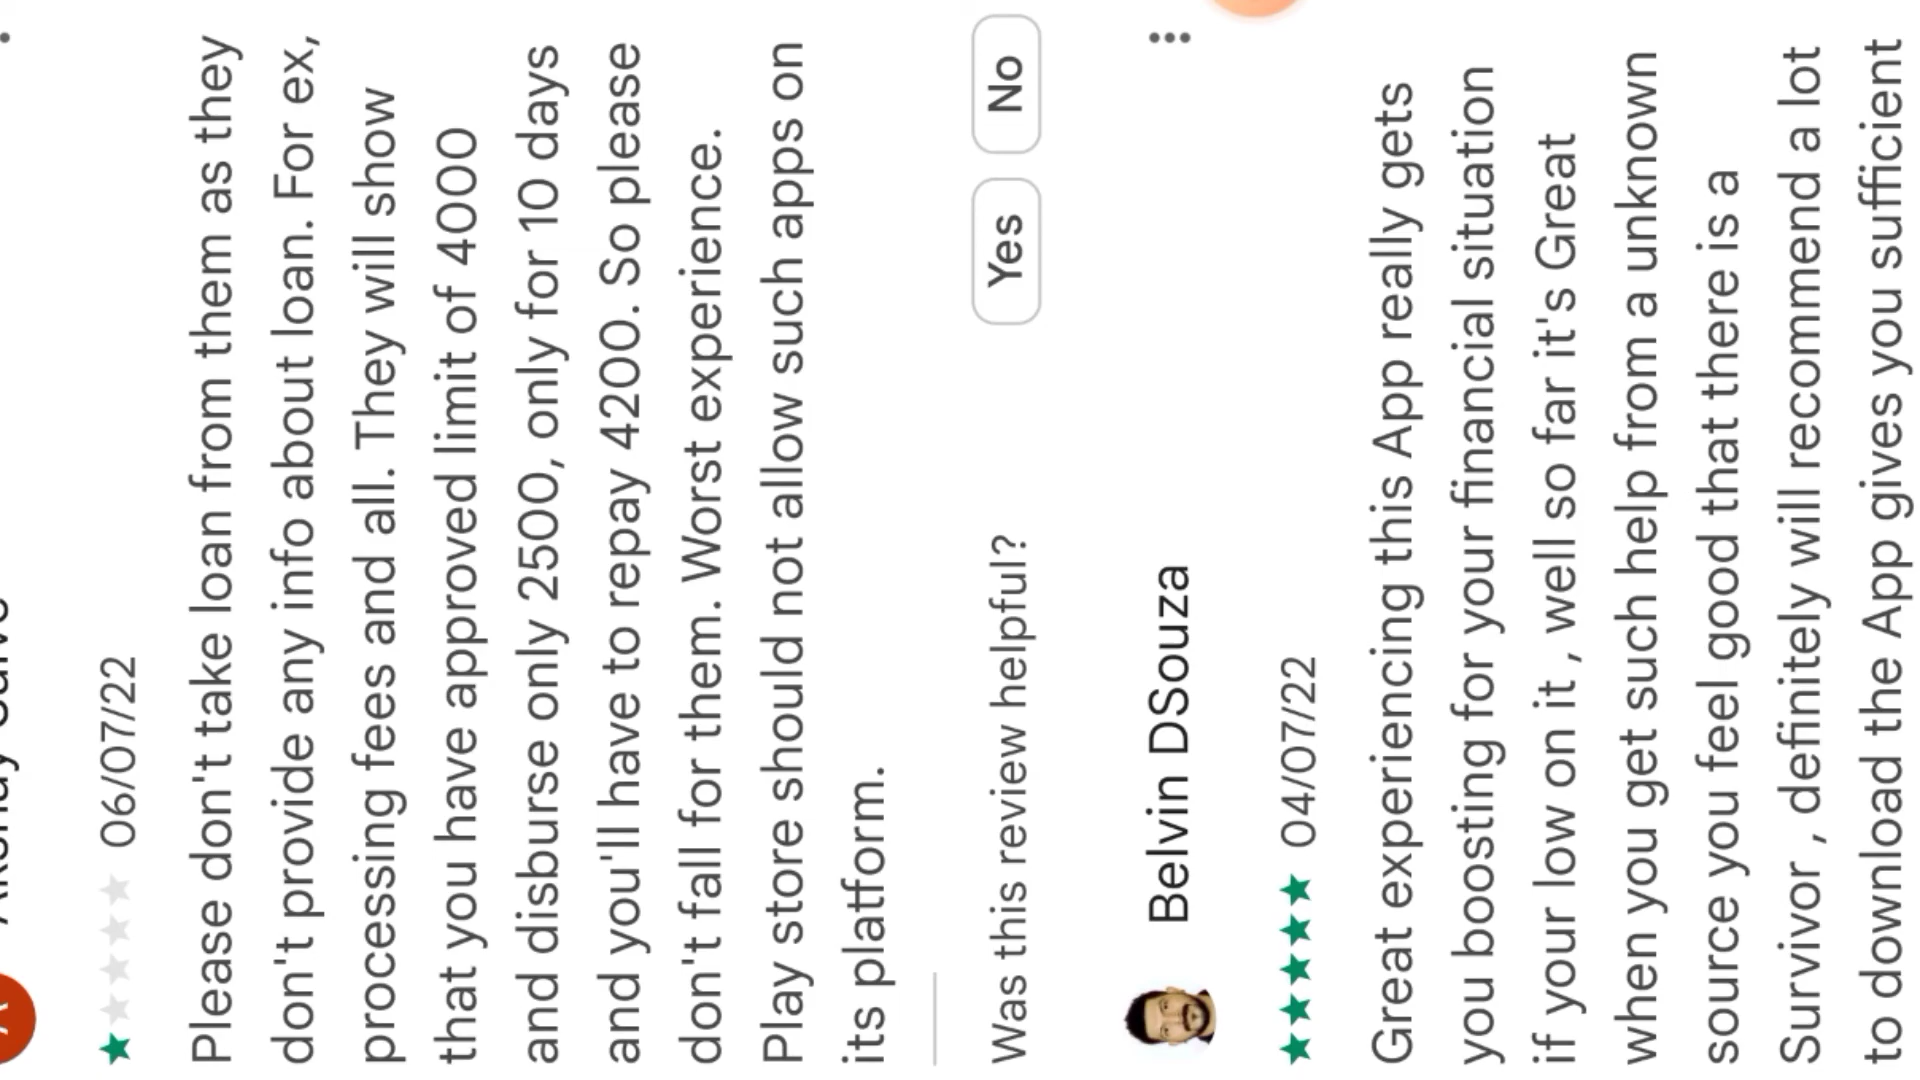 06/07/22
Please don't take loan from them as they
don't provide any info about loan. For ex,
processing fees and all. They will show
that you have approved limit of 4000
and disburse only 2500, only for 10 days
and you'll have to repay 4200. So please
don't fall for them. Worst experience.
Play store should not allow such apps on
its platform.
Was this review helpful? Yes No
Belvin DSouza
04/07/22
Great experiencing this App really gets
you boosting for your financial situation
if your low on it , well so far it's Great
when you get such help from a unknown
source you feel good that there is a
Survivor , definitely will recommend a lot
to download the App gives you sufficient